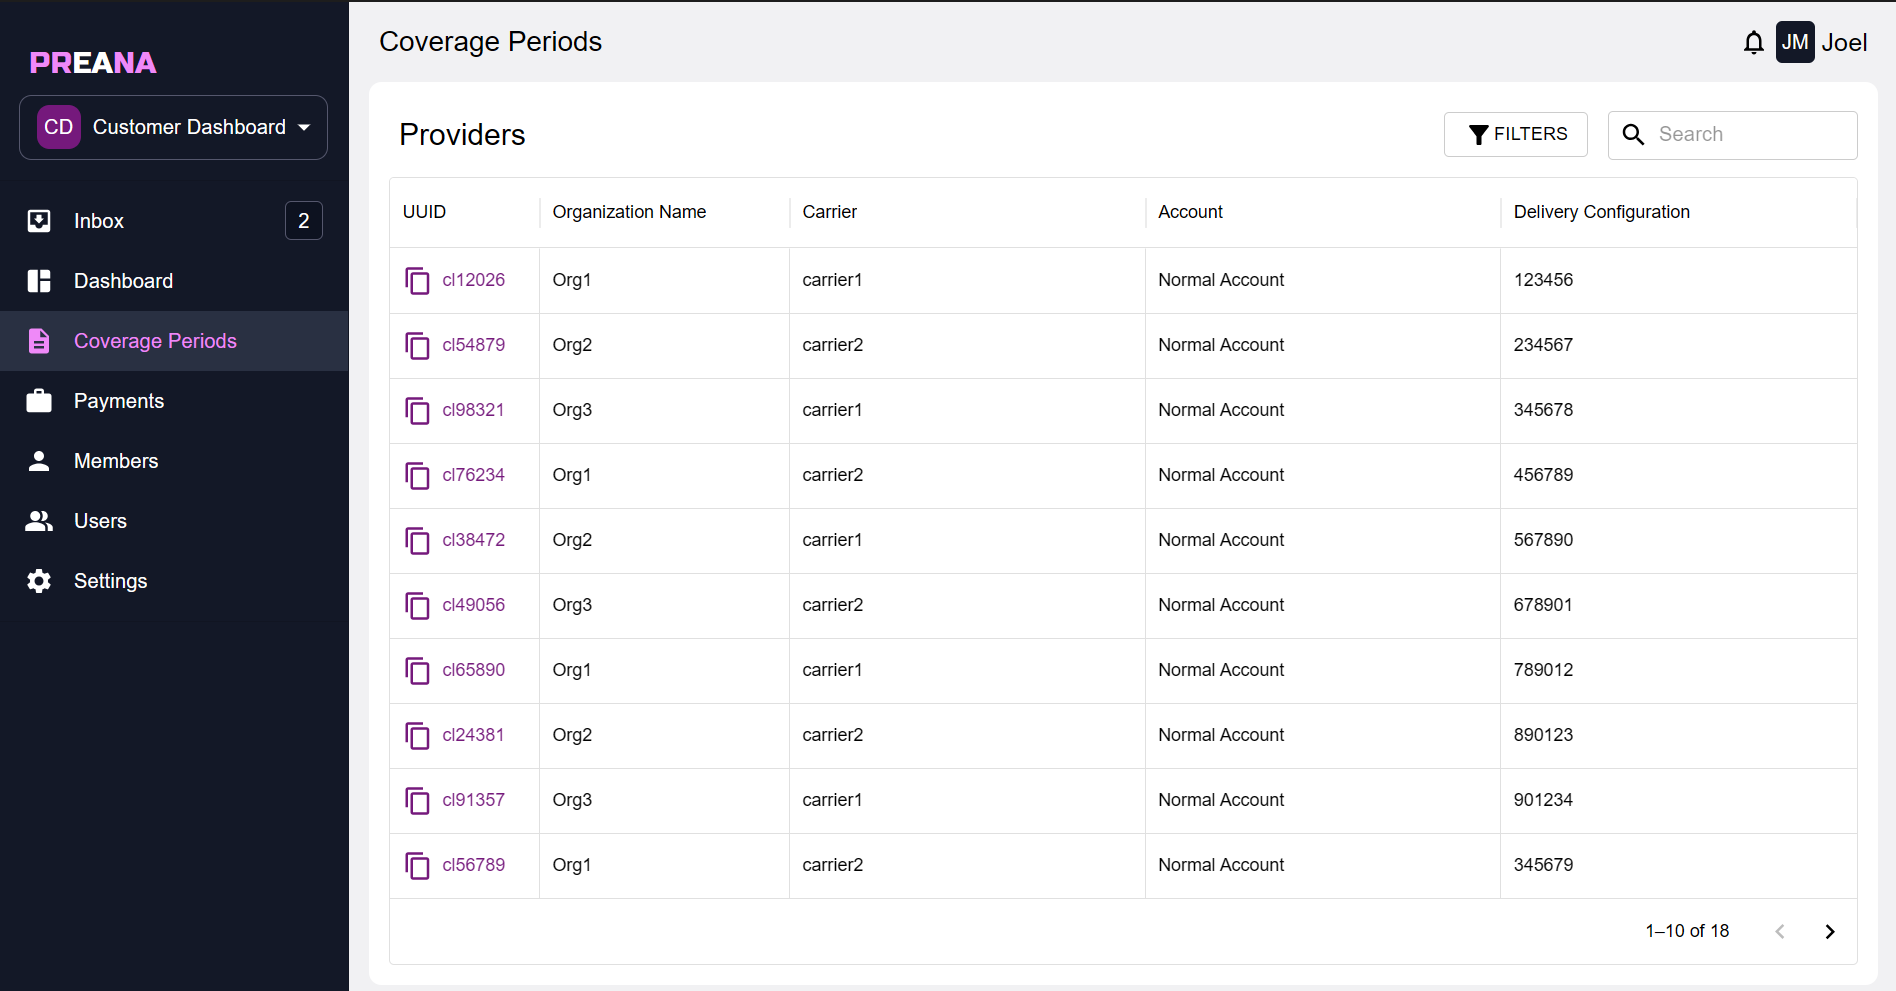 PREANA
CD Customer Dashboard
Inbox 2
Dashboard
Coverage Periods
Payments
Members
Users
Settings
Coverage Periods
JM Joel
Providers
FILTERS
Search
UUID Organization Name Carrier Account Delivery Configuration
cl12026 Org1 carrier1 Normal Account 123456
cl54879 Org2 carrier2 Normal Account 234567
cl98321 Org3 carrier1 Normal Account 345678
cl76234 Org1 carrier2 Normal Account 456789
cl38472 Org2 carrier1 Normal Account 567890
cl49056 Org3 carrier2 Normal Account 678901
cl65890 Org1 carrier1 Normal Account 789012
cl24381 Org2 carrier2 Normal Account 890123
cl91357 Org3 carrier1 Normal Account 901234
cl56789 Org1 carrier2 Normal Account 345679
1–10 of 18